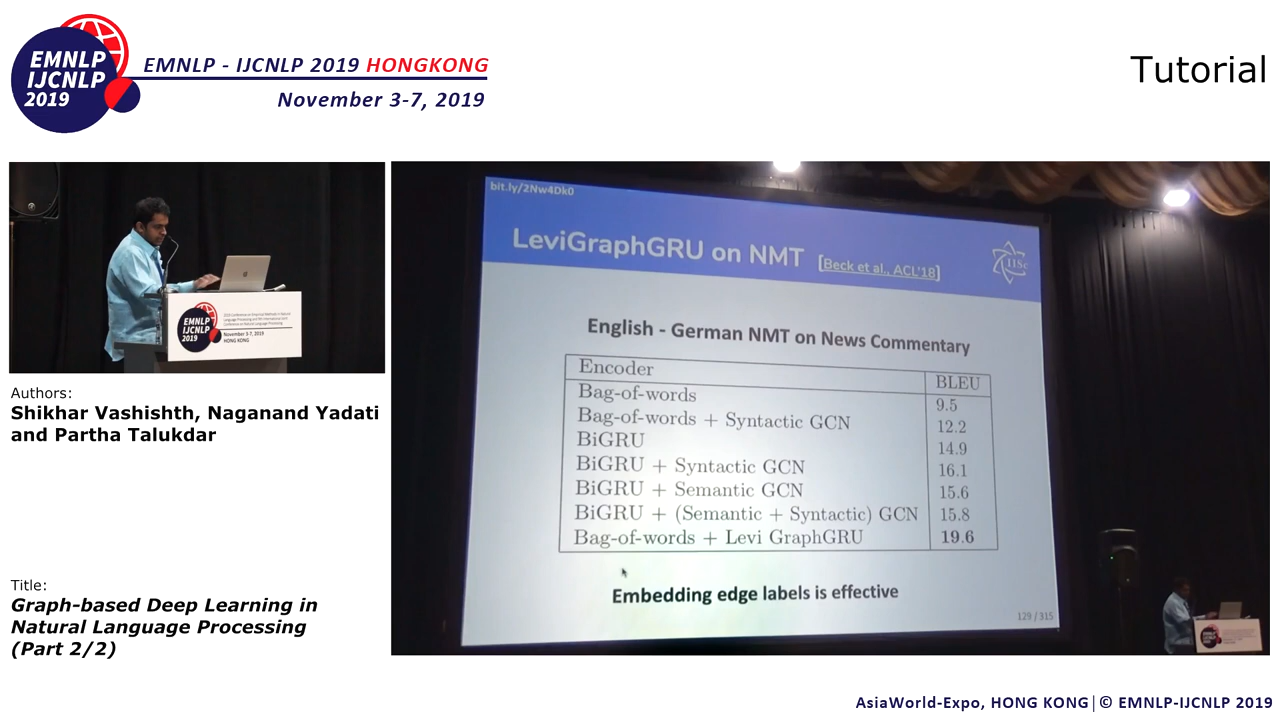 EMNLP
IJCNLP
2019
EMNLP - IJCNLP 2019 HONGKONG
November 3-7, 2019
Tutorial
EMNLP
IJCNLP
2019
November 3-7, 2019
HONG KONG
Authors:
Shikhar Vashishth, Naganand Yadati
and Partha Talukdar
Title:
Graph-based Deep Learning in
Natural Language Processing
(Part 2/2)
bit.ly/2Nw4Dk0
LeviGraphGRU on NMT [Beck et al., ACL'18]
IISc
English - German NMT on News Commentary
Encoder BLEU
Bag-of-words 9.5
Bag-of-words + Syntactic GCN 12.2
BiGRU 14.9
BiGRU + Syntactic GCN 16.1
BiGRU + Semantic GCN 15.6
BiGRU + (Semantic + Syntactic) GCN 15.8
Bag-of-words + Levi GraphGRU 19.6
Embedding edge labels is effective
129 / 315
EMNLP
IJCNLP
2019
AsiaWorld-Expo, HONG KONG | © EMNLP-IJCNLP 2019